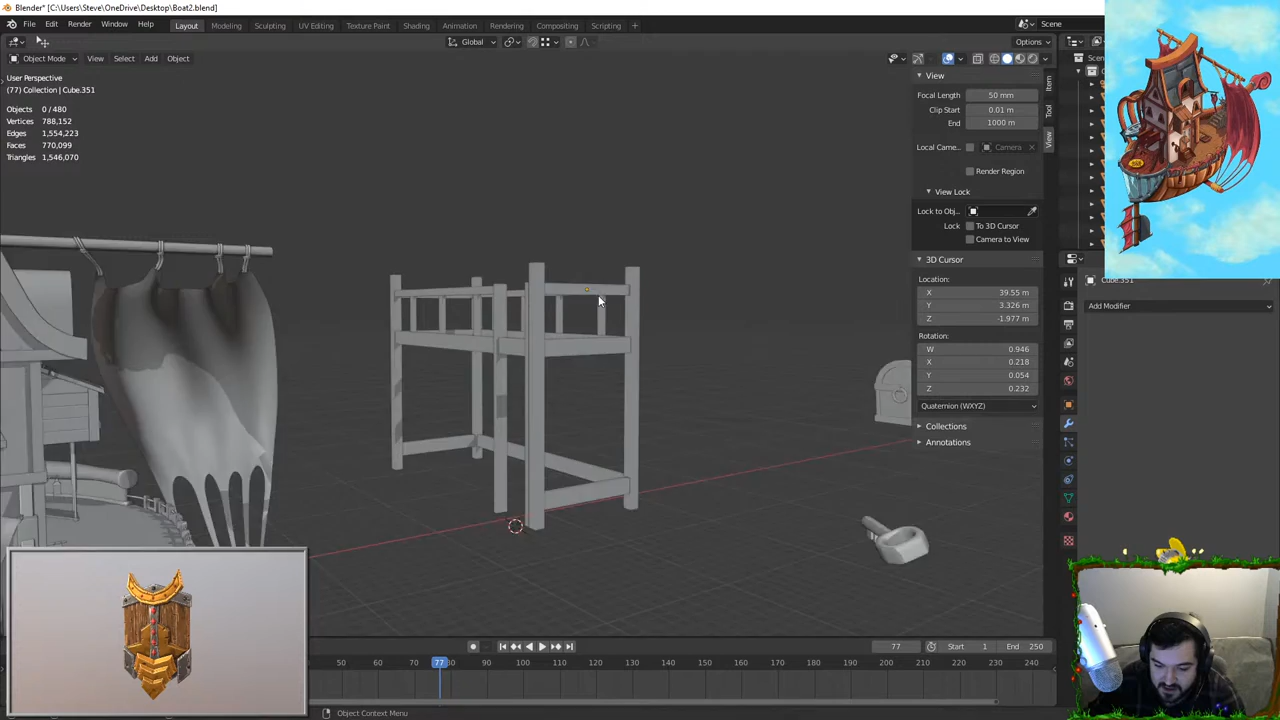 Blender* [C:\Users\Steve\OneDrive\Desktop\Boat2.blend]
File Edit Render Window Help
Layout Modeling Sculpting UV Editing Texture Paint Shading Animation Rendering Compositing Scripting +
Scene
Global
Options
Object Mode View Select Add Object
User Perspective
(77) Collection | Cube.351
Objects 0 / 480
Vertices 788,152
Edges 1,554,223
Faces 770,099
Triangles 1,546,070
View
Focal Length 50 mm
Clip Start 0.01 m
End 1000 m
Local Came.. Camera
Render Region
View Lock
Lock to Obj..
Lock To 3D Cursor
Camera to View
3D Cursor
Location:
X 39.55 m
Y 3.326 m
Z -1.977 m
Rotation:
W 0.946
X 0.218
Y 0.054
Z 0.232
Quaternion (WXYZ)
Collections
Annotations
Item
Tool
View
Scen
Cube.351
Add Modifier
77 Start 1 End 250
50 60 70 77 90 100 110 120 130 140 150 160 170 180 190 200 210 220 230 240
Object Context Menu